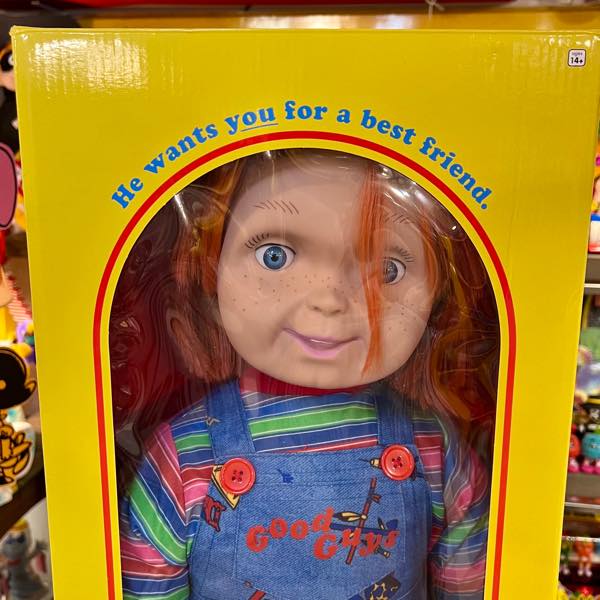 AGES
14+
He wants you for a best friend.
Good
Guys